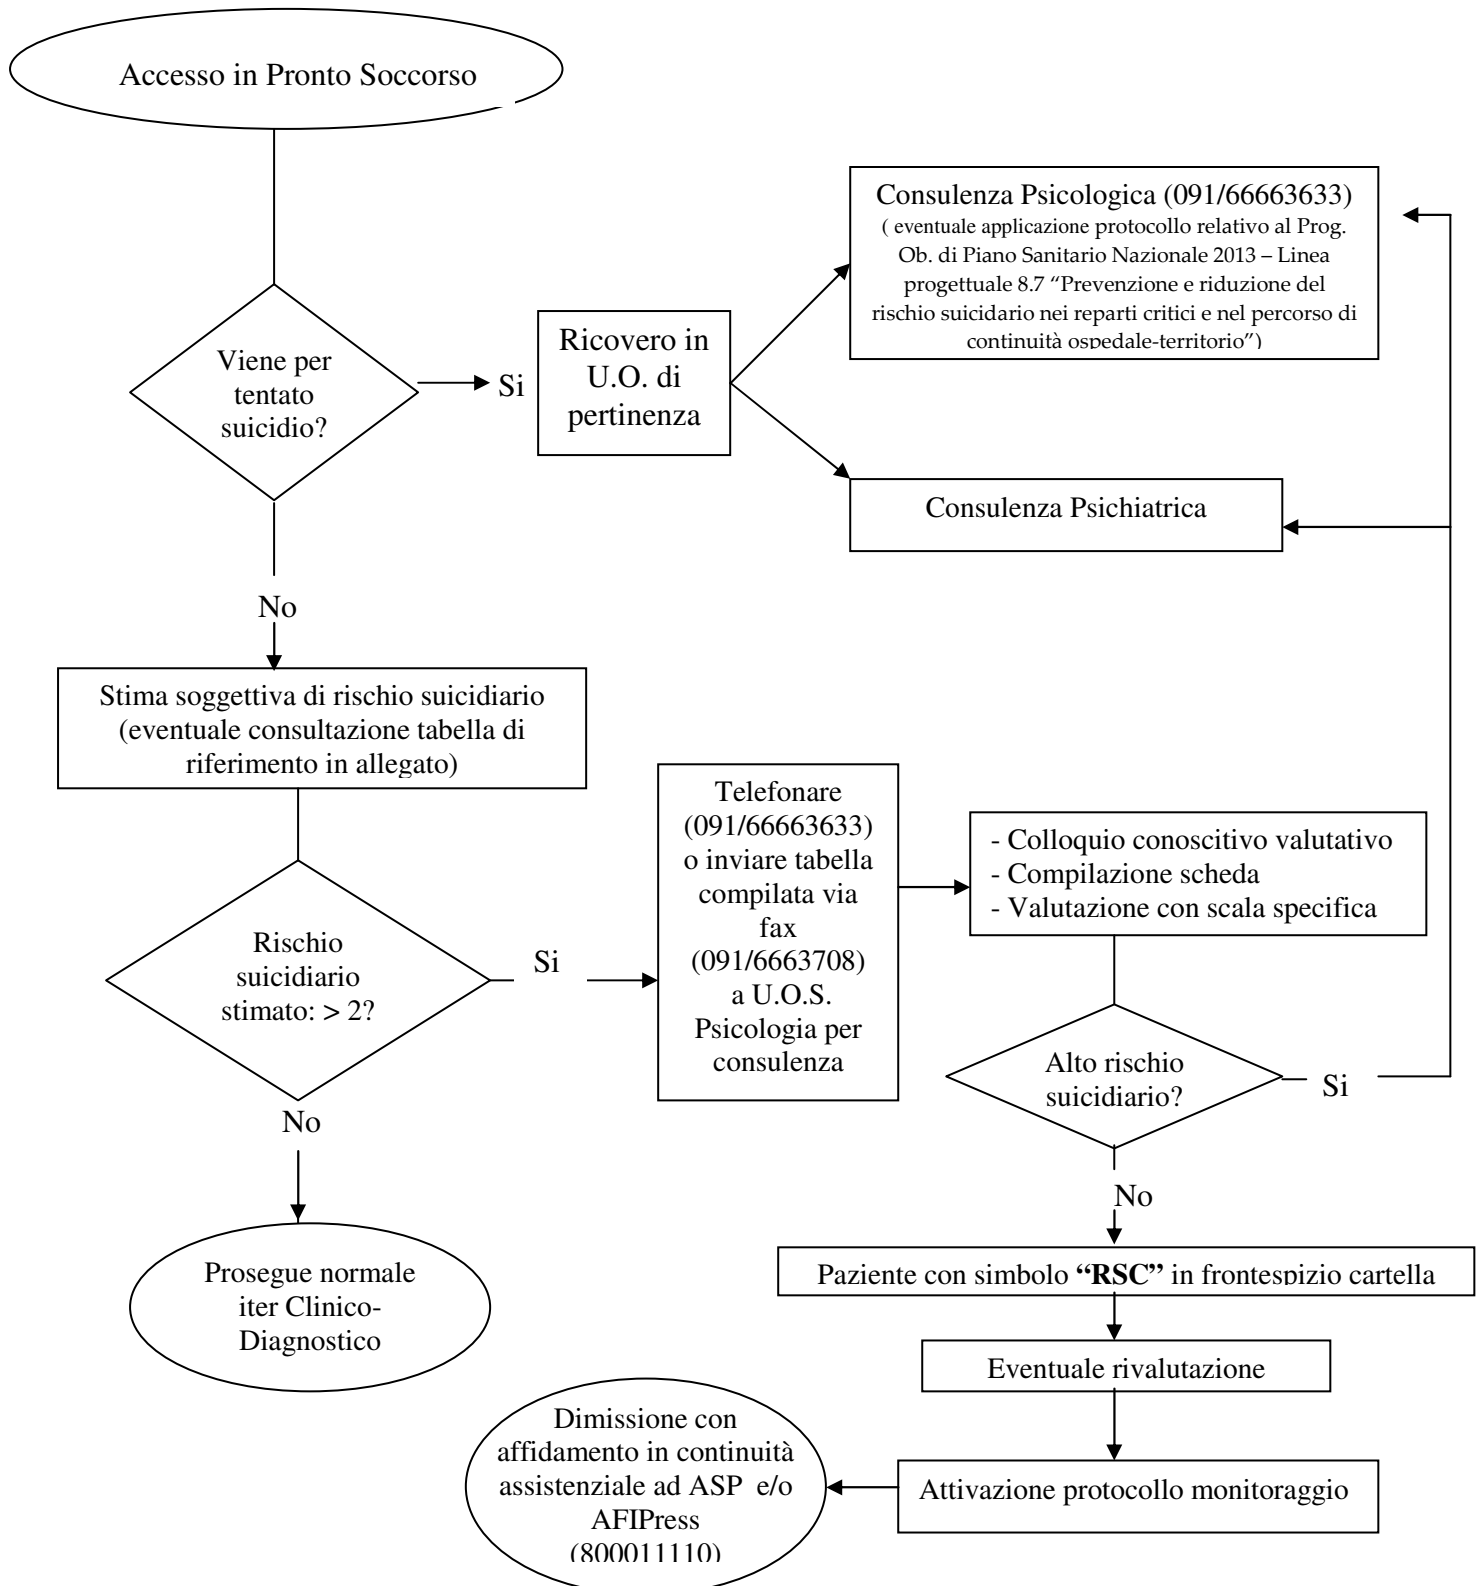 Accesso in Pronto Soccorso
Consulenza Psicologica (091/66663633)
( eventuale applicazione protocollo relativo al Prog.
Ob. di Piano Sanitario Nazionale 2013 – Linea
progettuale 8.7 “Prevenzione e riduzione del
rischio suicidario nei reparti critici e nel percorso di
continuità ospedale-territorio”)
Viene per
tentato
suicidio?
Si
Ricovero in
U.O. di
pertinenza
Consulenza Psichiatrica
No
Stima soggettiva di rischio suicidiario
(eventuale consultazione tabella di
riferimento in allegato)
Rischio
suicidiario
stimato: > 2?
Si
Telefonare
(091/66663633)
o inviare tabella
compilata via
fax
(091/6663708)
a U.O.S.
Psicologia per
consulenza
- Colloquio conoscitivo valutativo
- Compilazione scheda
- Valutazione con scala specifica
Alto rischio
suicidiario?
Si
No
Prosegue normale
iter Clinico-
Diagnostico
No
Paziente con simbolo “RSC” in frontespizio cartella
Eventuale rivalutazione
Attivazione protocollo monitoraggio
Dimissione con
affidamento in continuità
assistenziale ad ASP e/o
AFIPress
(800011110)